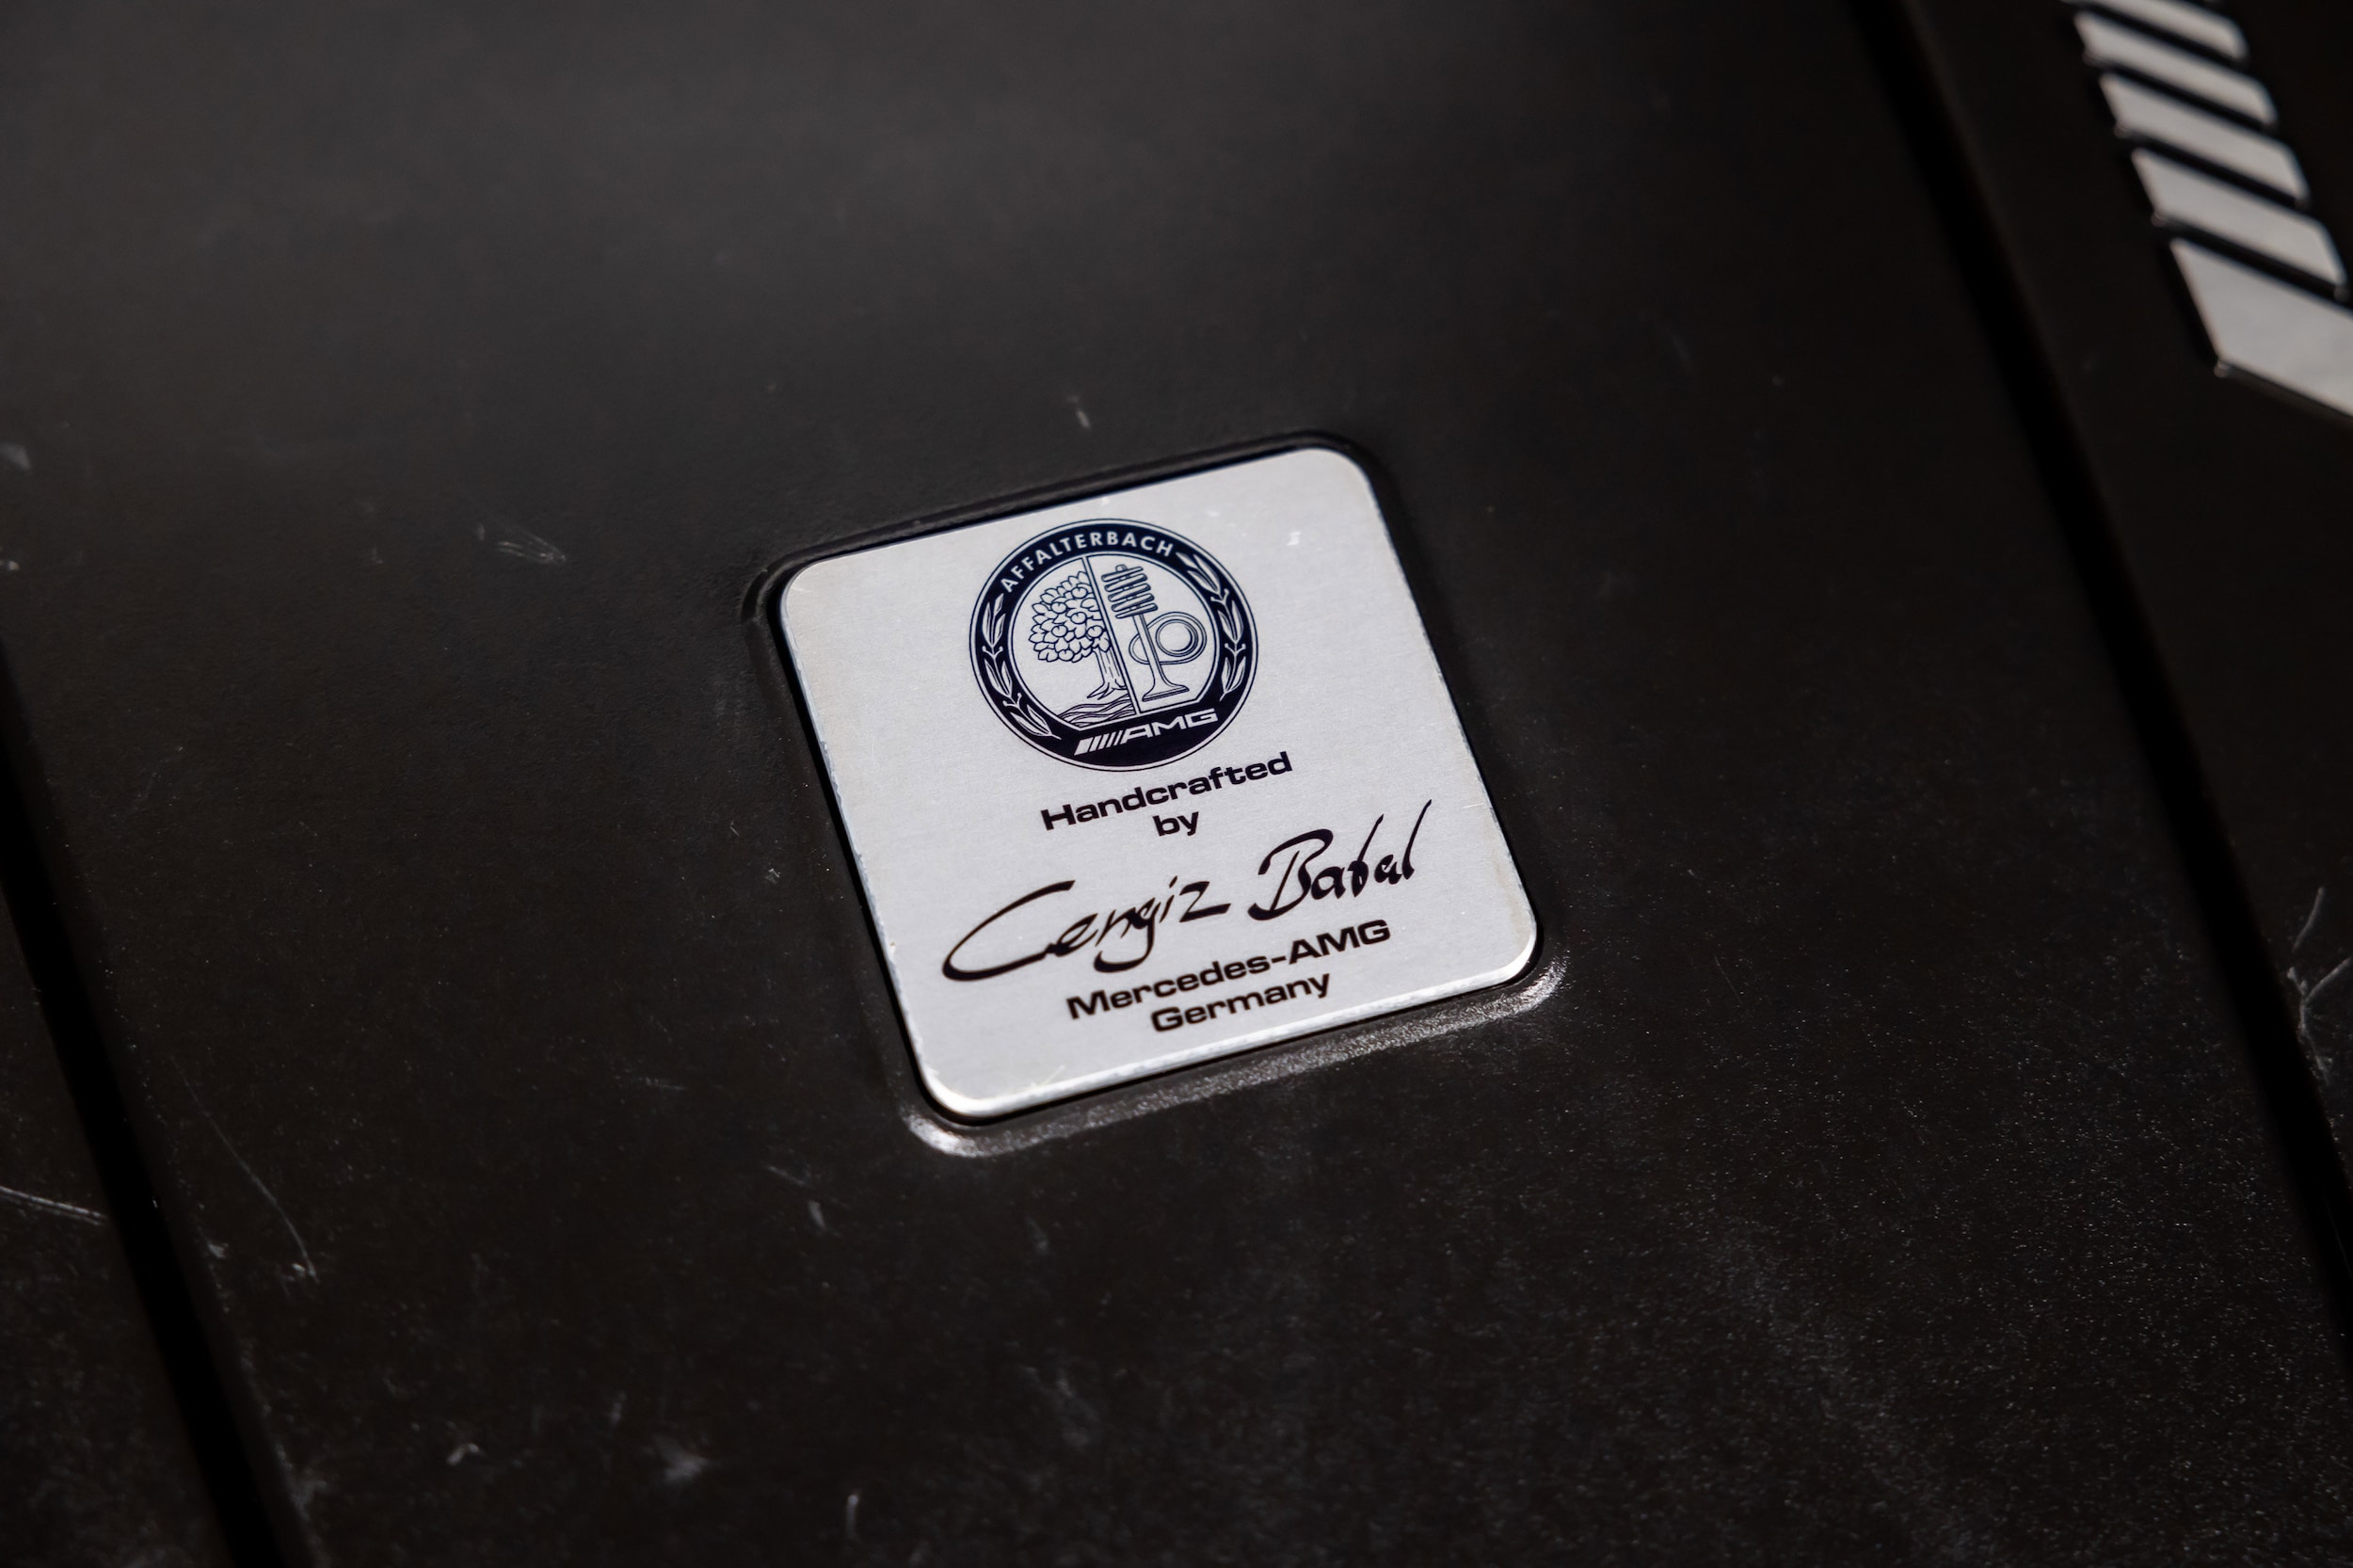 AFFALTERBACH
AMG
Handcrafted
by
Cengiz Babal
Mercedes-AMG
Germany